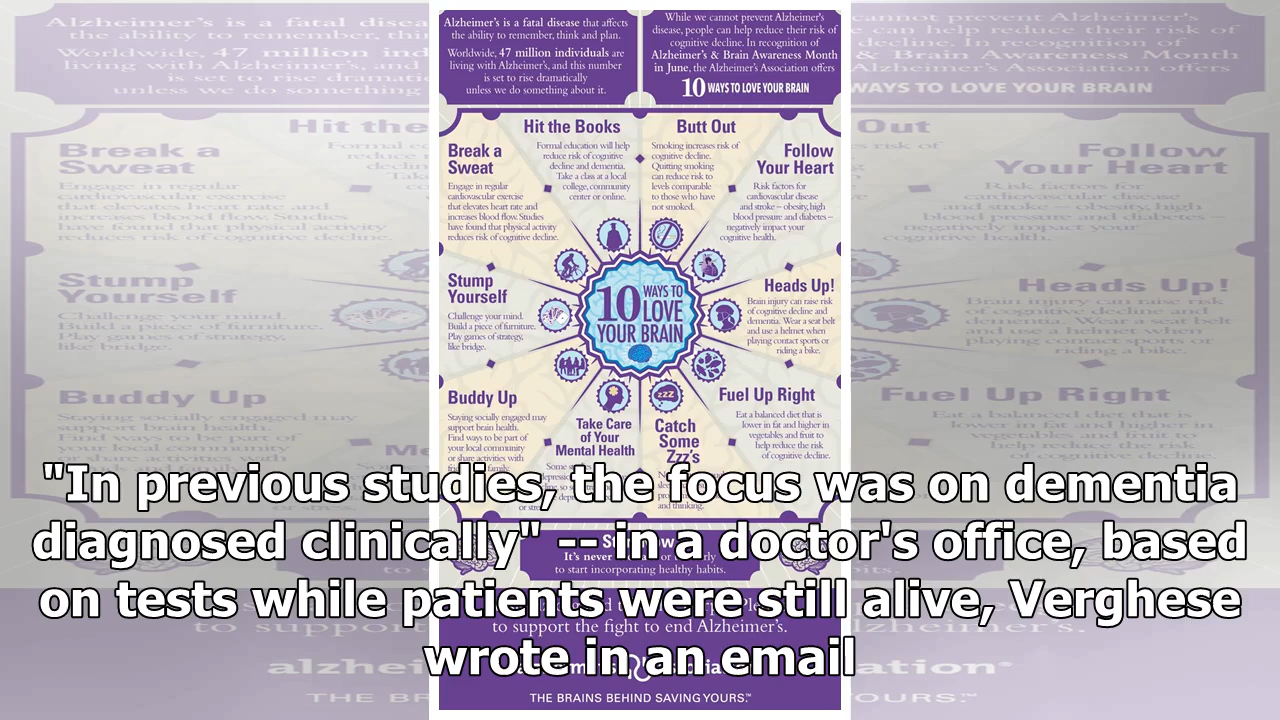 Alzheimer's is a fatal disease that affects
the ability to remember, think and plan.
Worldwide, 47 million individuals are
living with Alzheimer's, and this number
is set to rise dramatically
unless we do something about it.
While we cannot prevent Alzheimer's
disease, people can help reduce their risk of
cognitive decline. In recognition of
Alzheimer's & Brain Awareness Month
in June, the Alzheimer's Association offers
10 WAYS TO LOVE YOUR BRAIN
Hit the Books
Formal education will help
reduce risk of cognitive
decline and dementia.
Take a class at a local
college, community
center or online.
Butt Out
Smoking increases risk of
cognitive decline.
Quitting smoking
can reduce risk to
levels comparable
to those who have
not smoked.
Break a
Sweat
Engage in regular
cardiovascular exercise
that elevates heart rate and
increases blood flow. Studies
have found that physical activity
reduces risk of cognitive decline.
Follow
Your Heart
Risk factors for
cardiovascular disease
and stroke – obesity, high
blood pressure and diabetes –
negatively impact your
cognitive health.
Stump
Yourself
Challenge your mind.
Build a piece of furniture.
Play games of strategy,
like bridge.
10 WAYS TO
LOVE
YOUR BRAIN
Heads Up!
Brain injury can raise risk
of cognitive decline and
dementia. Wear a seat belt
and use a helmet when
playing contact sports or
riding a bike.
Buddy Up
Staying socially engaged may
support brain health.
Find ways to be part of
your local community
or share activities with
family.
Take Care
of Your
Mental Health
Some
Catch
Some
Zzz's
zzz
and thinking.
Fuel Up Right
Eat a balanced diet that is
lower in fat and higher in
vegetables and fruit to
help reduce the risk
of cognitive decline.
It's never
to start incorporating healthy habits.
to support the fight to end Alzheimer's.
THE BRAINS BEHIND SAVING YOURS.™
"In previous studies, the focus was on dementia
diagnosed clinically" -- in a doctor's office, based
on tests while patients were still alive, Verghese
wrote in an email